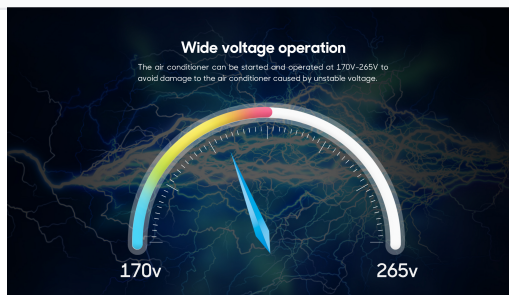 Wide voltage operation
The air conditioner can be started and operated at 170V-265V to
avoid damage to the air conditioner caused by unstable voltage.
170v
265v